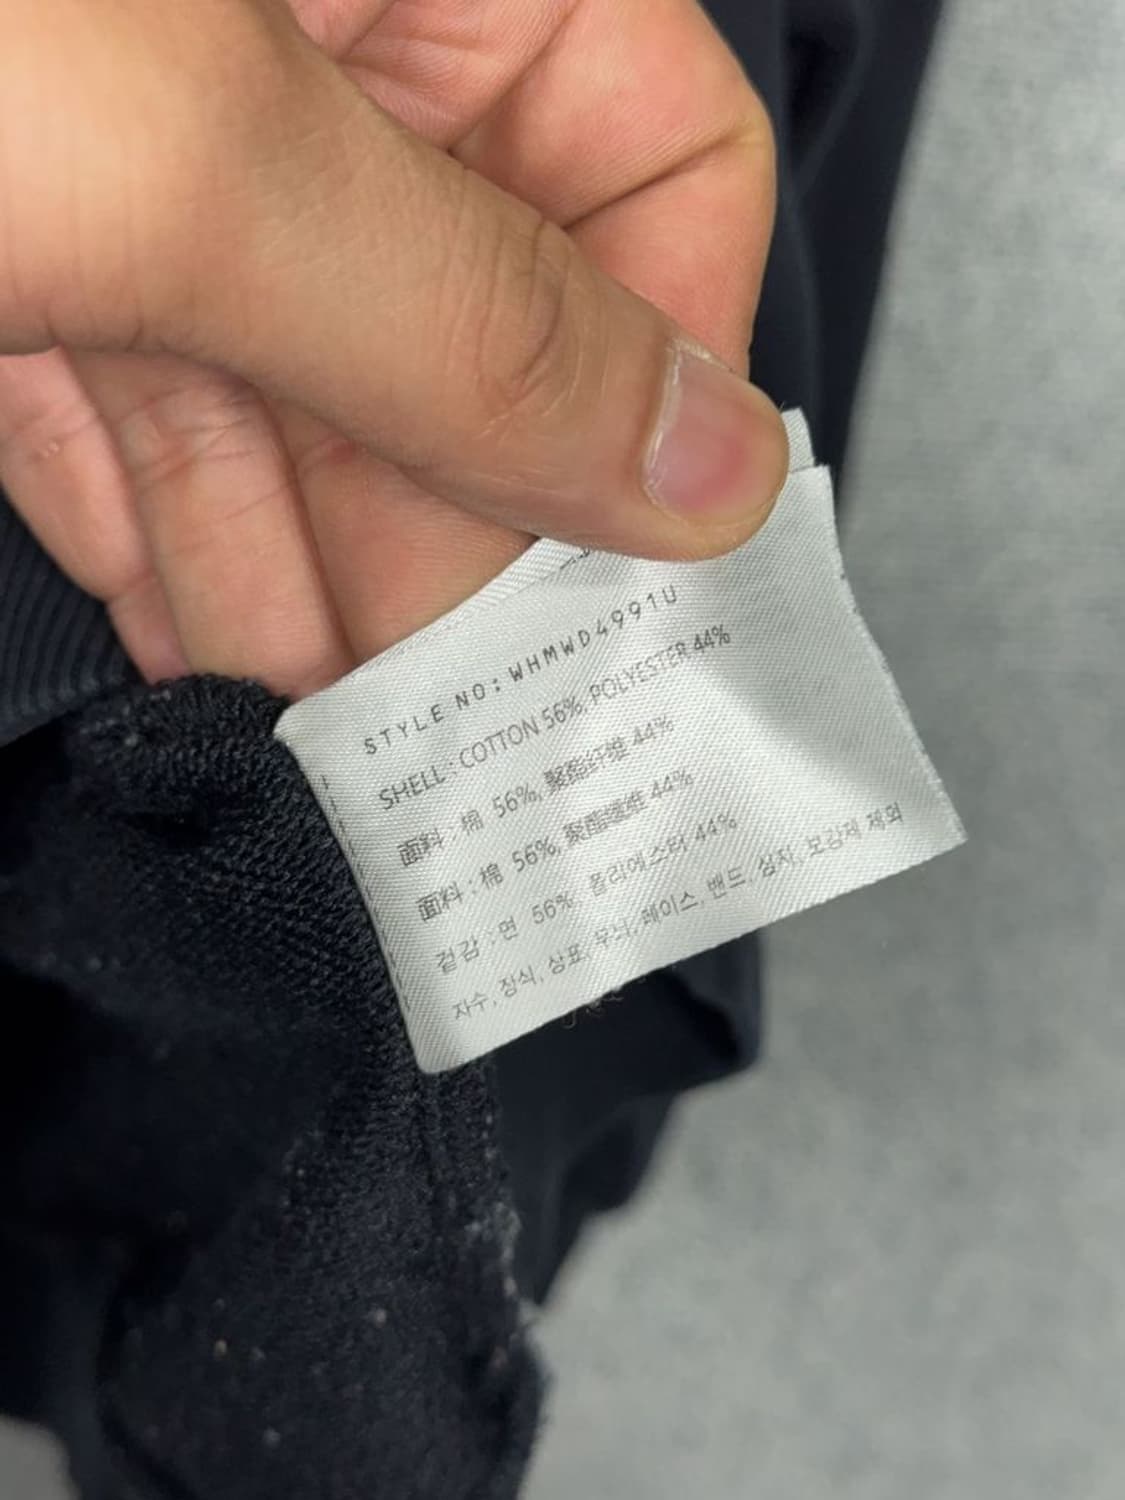 STYLE NO: WHMWD4991U
SHELL : COTTON 56%, POLYESTER 44%
面料 : 棉 56%, 聚酯纤维 44%
面料 : 棉 56%, 聚酯纖維 44%
겉감 : 면 56% 폴리에스터 44%
자수, 장식, 상표, 무늬, 레이스, 밴드, 심지, 보강제 제외